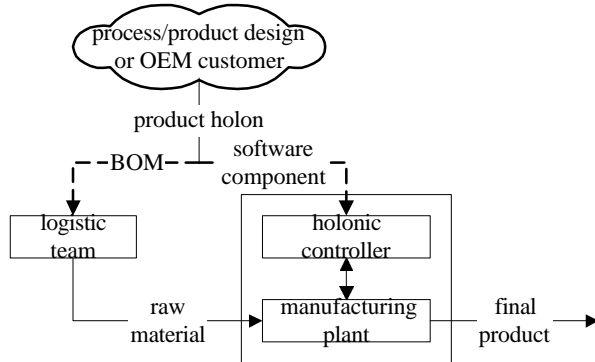 process/product design
or OEM customer
product holon
BOM
software
component
logistic
team
holonic
controller
raw
material
manufacturing
plant
final
product